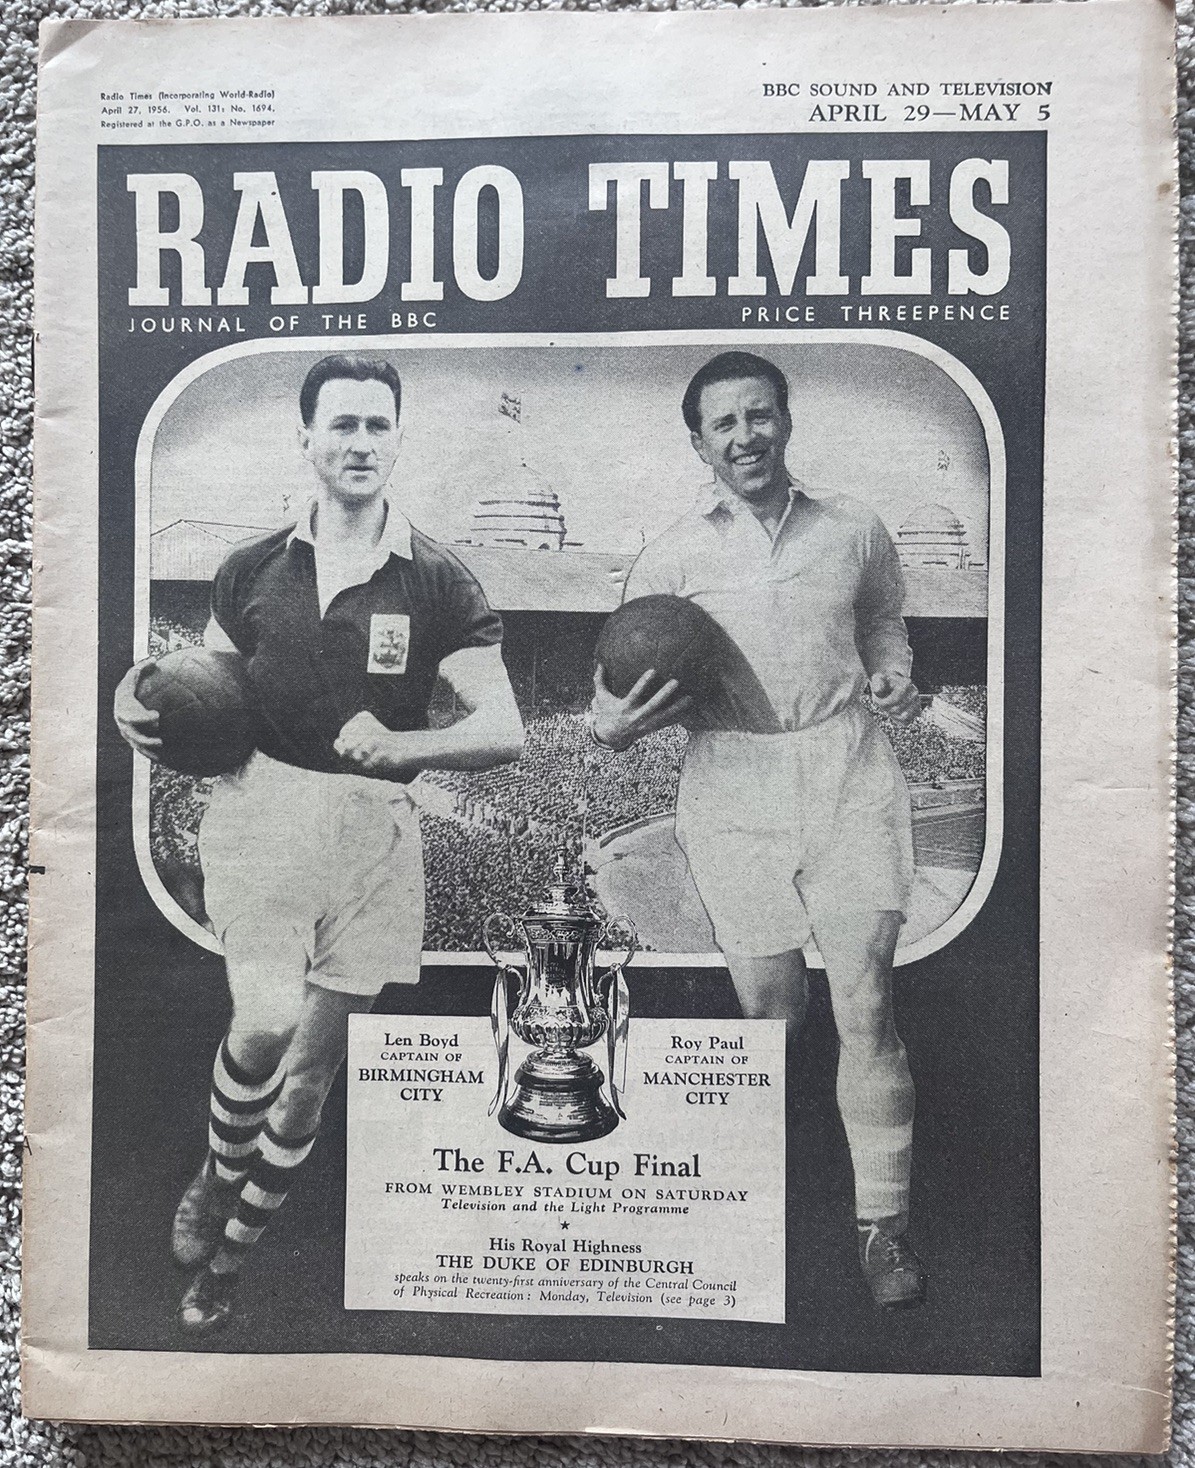 Radio Times (Incorporating World-Radio)
April 27, 1956. Vol. 131: No. 1694.
Registered at the G.P.O. as a Newspaper
BBC SOUND AND TELEVISION
APRIL 29—MAY 5
RADIO TIMES
JOURNAL OF THE BBC
PRICE THREEPENCE
Len Boyd
CAPTAIN OF
BIRMINGHAM
CITY
Roy Paul
CAPTAIN OF
MANCHESTER
CITY
The F.A. Cup Final
FROM WEMBLEY STADIUM ON SATURDAY
Television and the Light Programme
★
His Royal Highness
THE DUKE OF EDINBURGH
speaks on the twenty-first anniversary of the Central Council
of Physical Recreation: Monday, Television (see page 3)